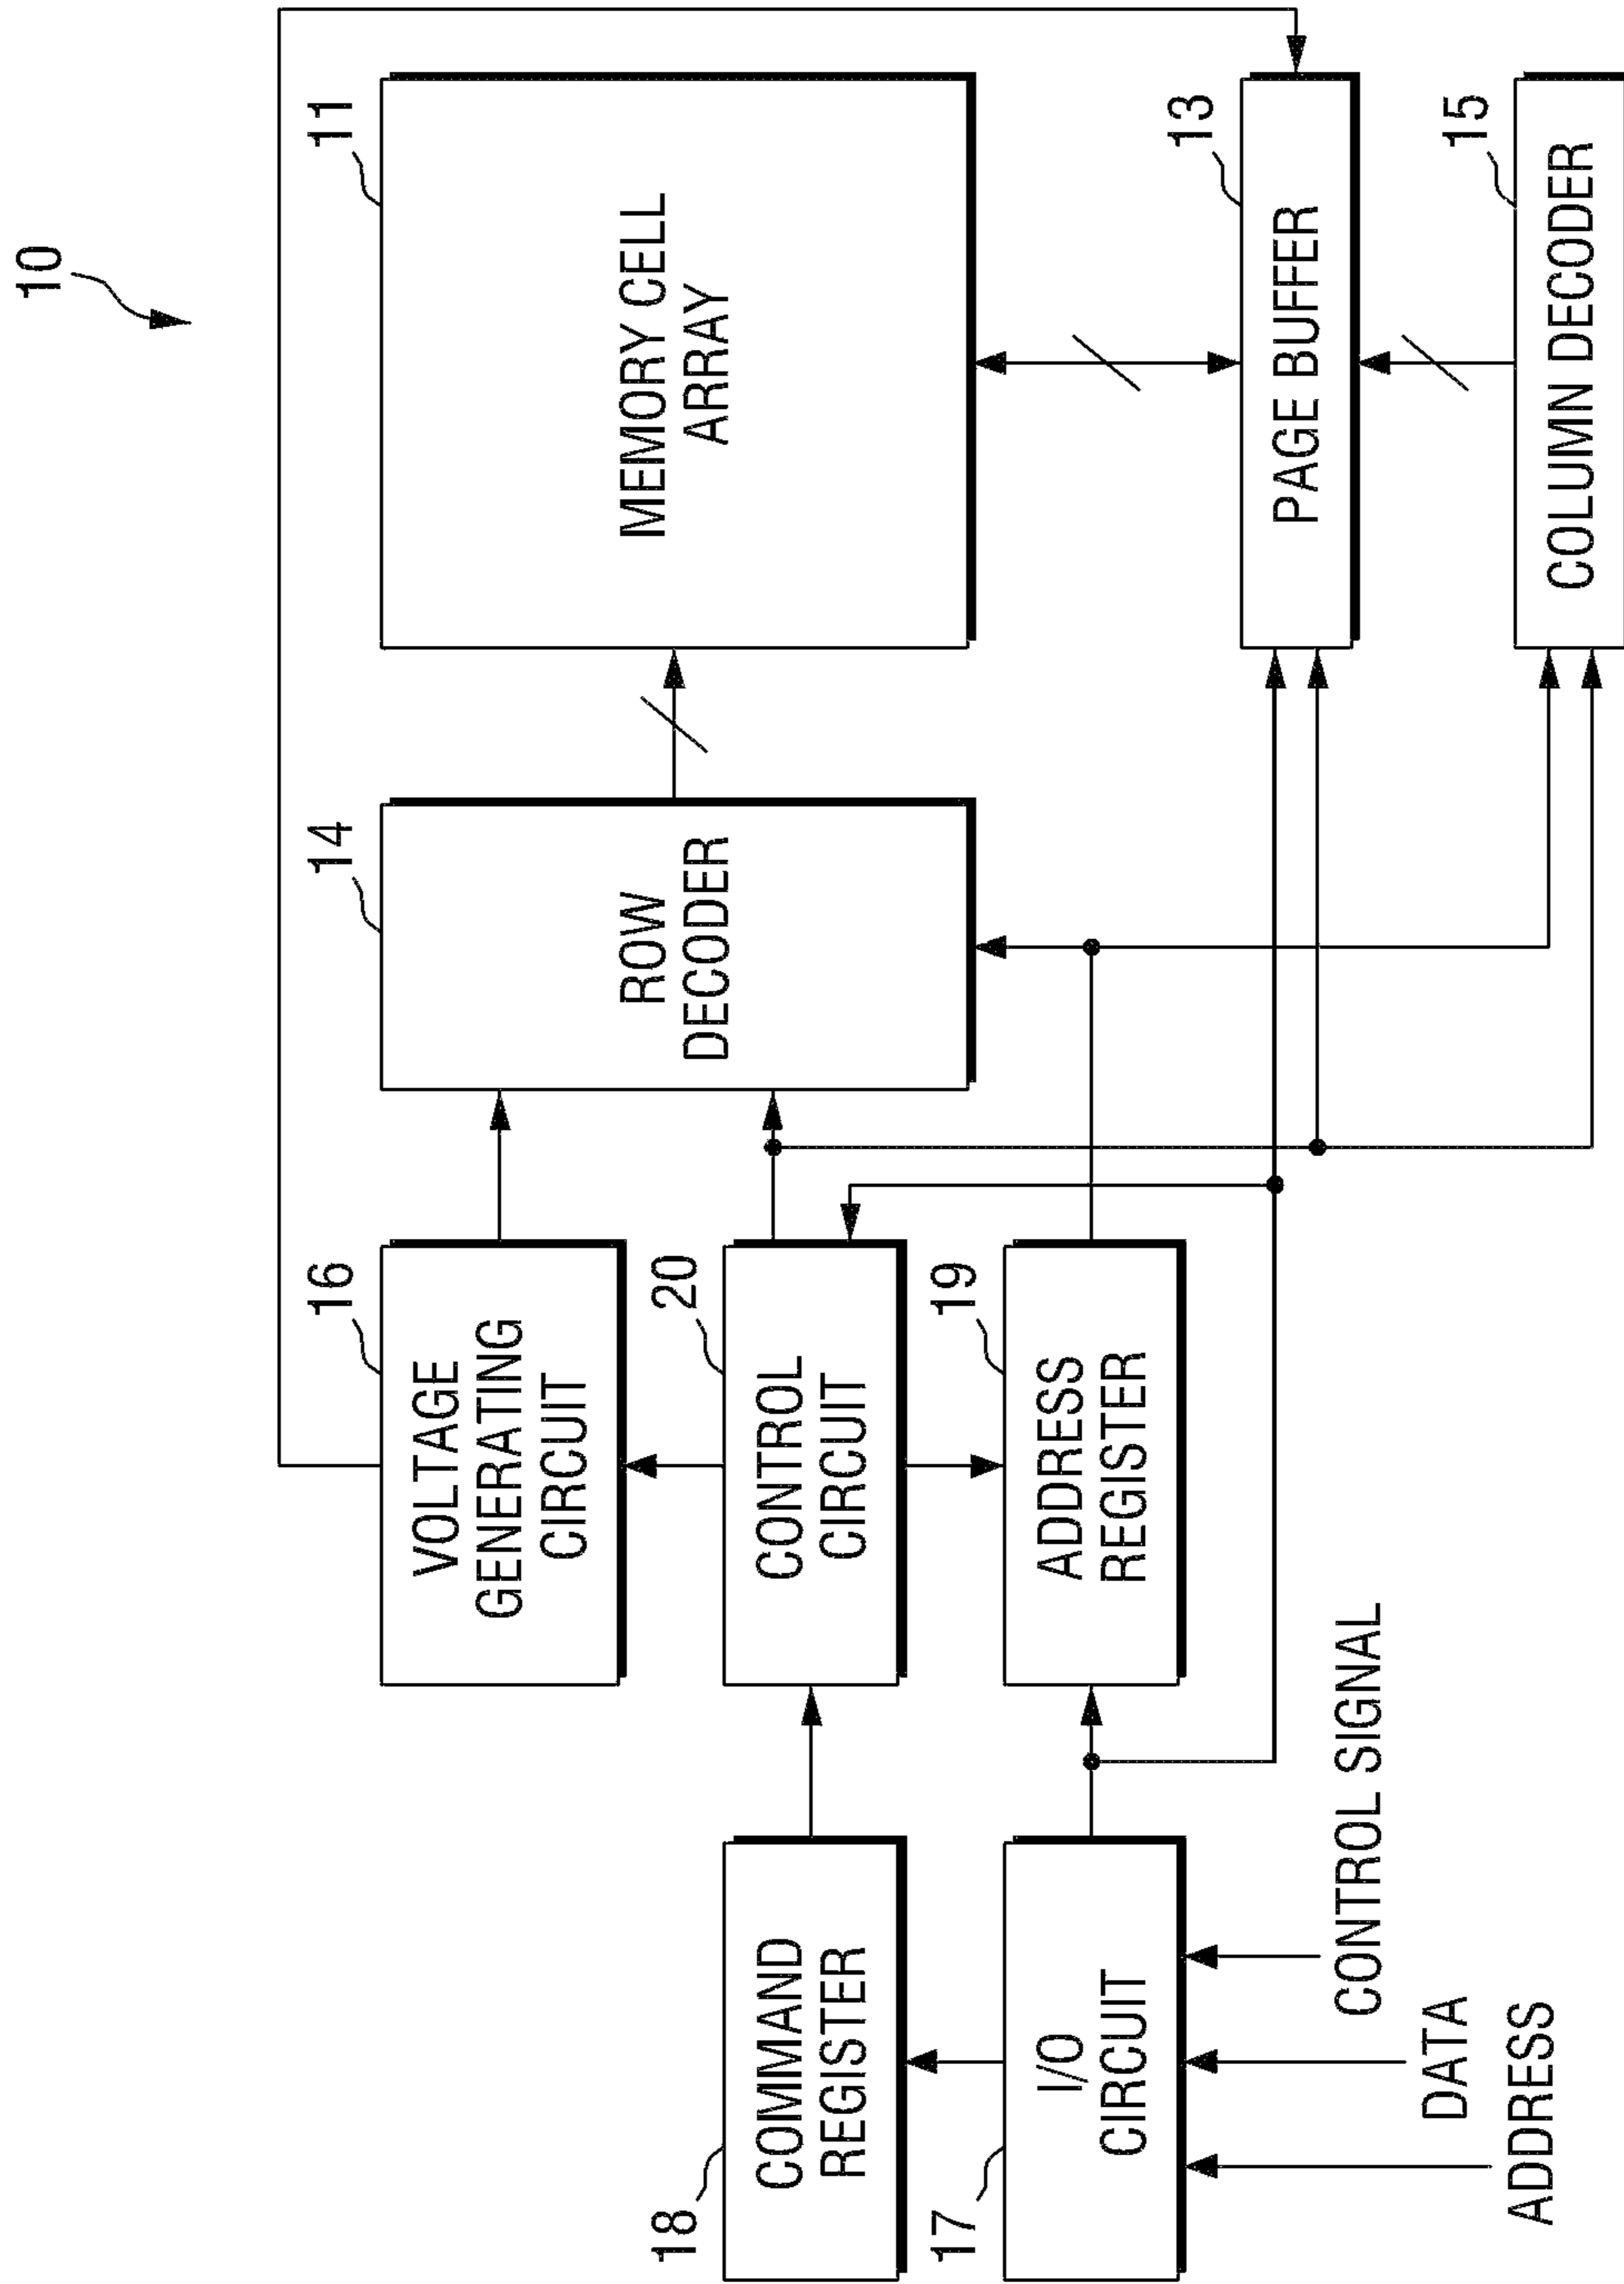 10
11
MEMORY CELL
ARRAY
13
PAGE BUFFER
15
COLUMN DECODER
14
ROW
DECODER
16
VOLTAGE
GENERATING
CIRCUIT
20
CONTROL
CIRCUIT
19
ADDRESS
REGISTER
18
COMMAND
REGISTER
17
I/O
CIRCUIT
CONTROL SIGNAL
DATA
ADDRESS